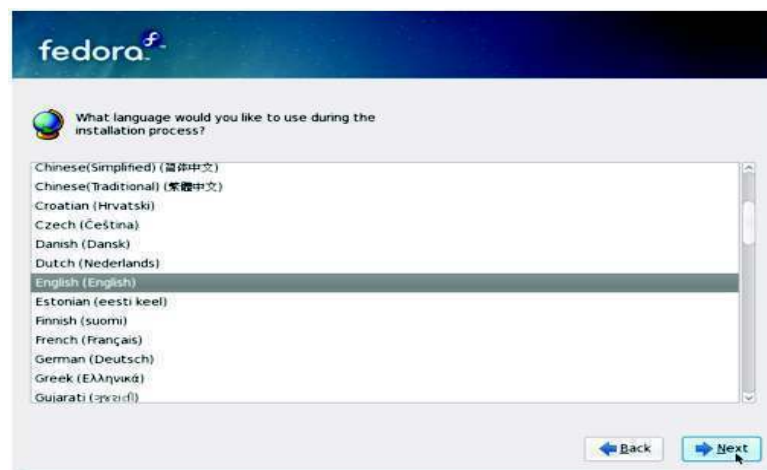 fedora
What language would you like to use during the
installation process?
Chinese(Simplified) (简体中文)
Chinese(Traditional) (繁體中文)
Croatian (Hrvatski)
Czech (Čeština)
Danish (Dansk)
Dutch (Nederlands)
English (English)
Estonian (eesti keel)
Finnish (suomi)
French (Français)
German (Deutsch)
Greek (Ελληνικά)
Gujarati (ગુજરાતી)
Back
Next